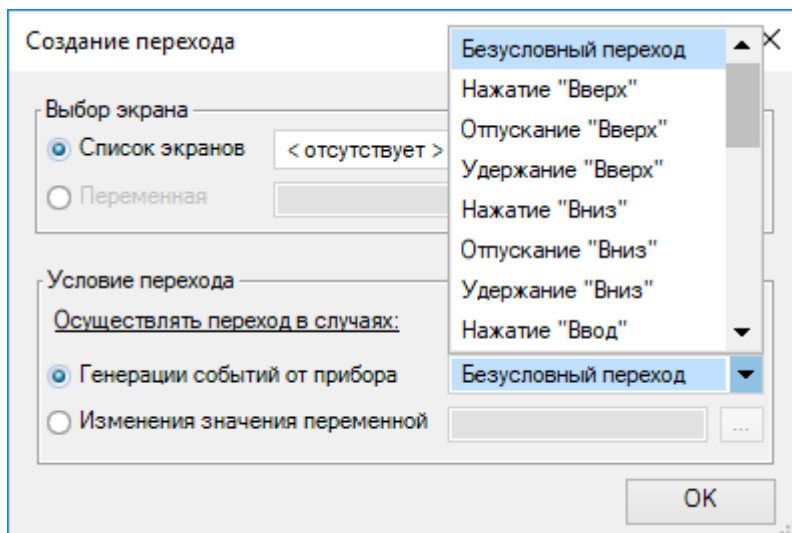 Создание перехода
Выбор экрана
Список экранов
< отсутствует >
Переменная
Безусловный переход
Нажатие "Вверх"
Отпускание "Вверх"
Удержание "Вверх"
Нажатие "Вниз"
Отпускание "Вниз"
Удержание "Вниз"
Нажатие "Ввод"
Условие перехода
Осуществлять переход в случаях:
Генерации событий от прибора
Безусловный переход
Изменения значения переменной
...
ОК